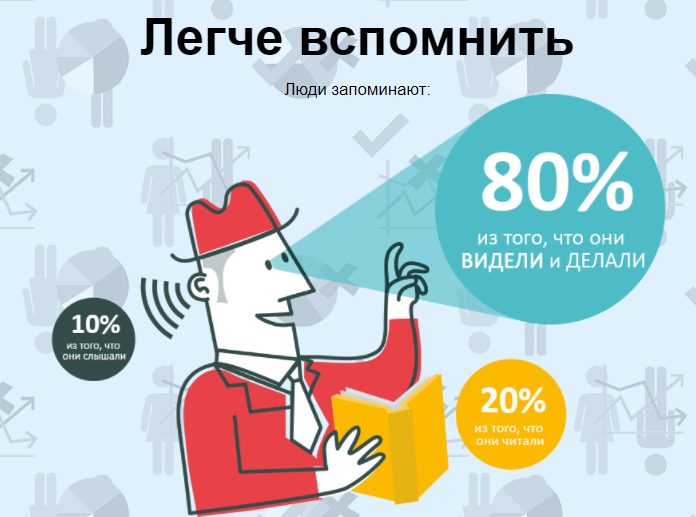 Легче вспомнить
Люди запоминают:
80%
из того, что они
ВИДЕЛИ и ДЕЛАЛИ
10%
из того, что
они слышали
20%
из того, что
они читали